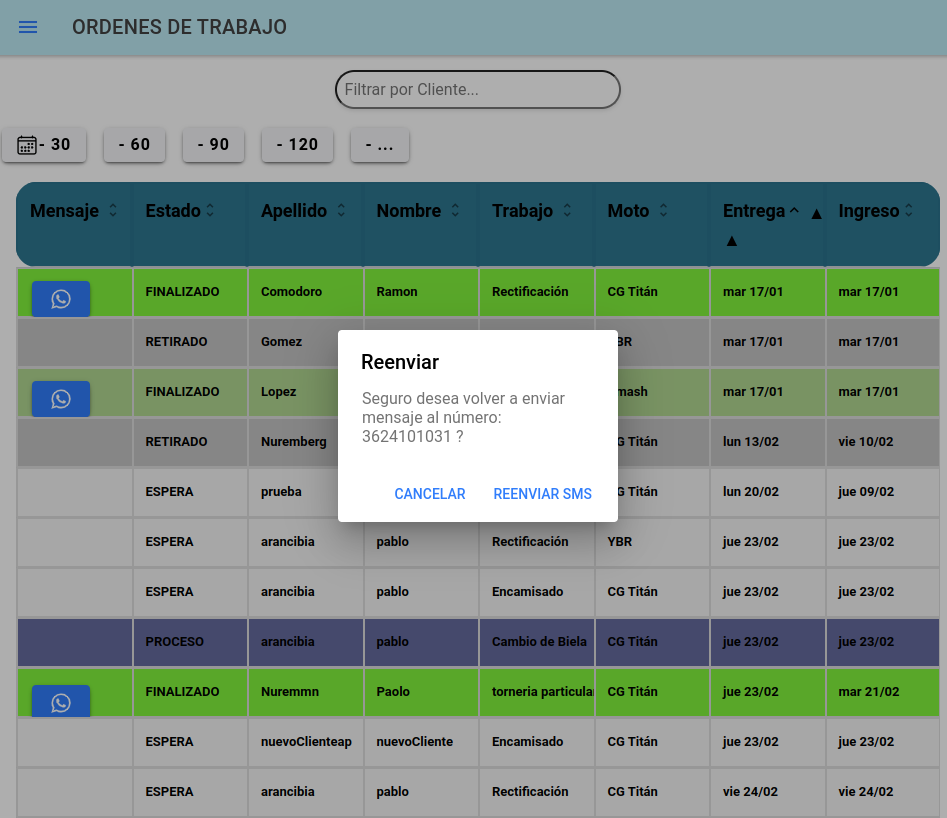 ORDENES DE TRABAJO
Filtrar por Cliente...
- 30 - 60 - 90 - 120 - ...
Mensaje Estado Apellido Nombre Trabajo Moto Entrega ▲ Ingreso
▲
FINALIZADO Comodoro Ramon Rectificación CG Titán mar 17/01 mar 17/01
RETIRADO Gomez BR mar 17/01 mar 17/01
FINALIZADO Lopez mash mar 17/01 mar 17/01
RETIRADO Nuremberg G Titán lun 13/02 vie 10/02
ESPERA prueba G Titán lun 20/02 jue 09/02
ESPERA arancibia pablo Rectificación YBR jue 23/02 jue 23/02
ESPERA arancibia pablo Encamisado CG Titán jue 23/02 jue 23/02
PROCESO arancibia pablo Cambio de Biela CG Titán jue 23/02 jue 23/02
FINALIZADO Nuremmn Paolo torneria particula CG Titán jue 23/02 mar 21/02
ESPERA nuevoClienteap nuevoCliente Encamisado CG Titán jue 23/02 jue 23/02
ESPERA arancibia pablo Rectificación CG Titán vie 24/02 vie 24/02
Reenviar
Seguro desea volver a enviar
mensaje al número:
3624101031 ?
CANCELAR REENVIAR SMS